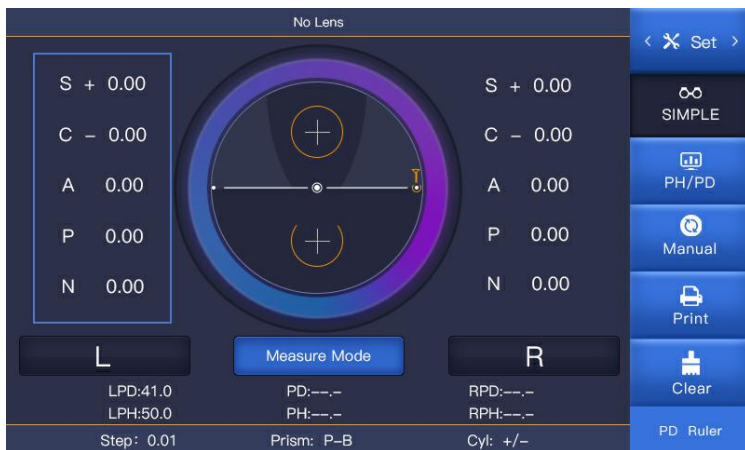 No Lens
S + 0.00
C – 0.00
A 0.00
P 0.00
N 0.00
S + 0.00
C – 0.00
A 0.00
P 0.00
N 0.00
L
Measure Mode
R
LPD:41.0
PD:--.-
RPD:--.-
LPH:50.0
PH:--.-
RPH:--.-
Step: 0.01
Prism: P-B
Cyl: +/-
< Set >
SIMPLE
PH/PD
Manual
Print
Clear
PD Ruler